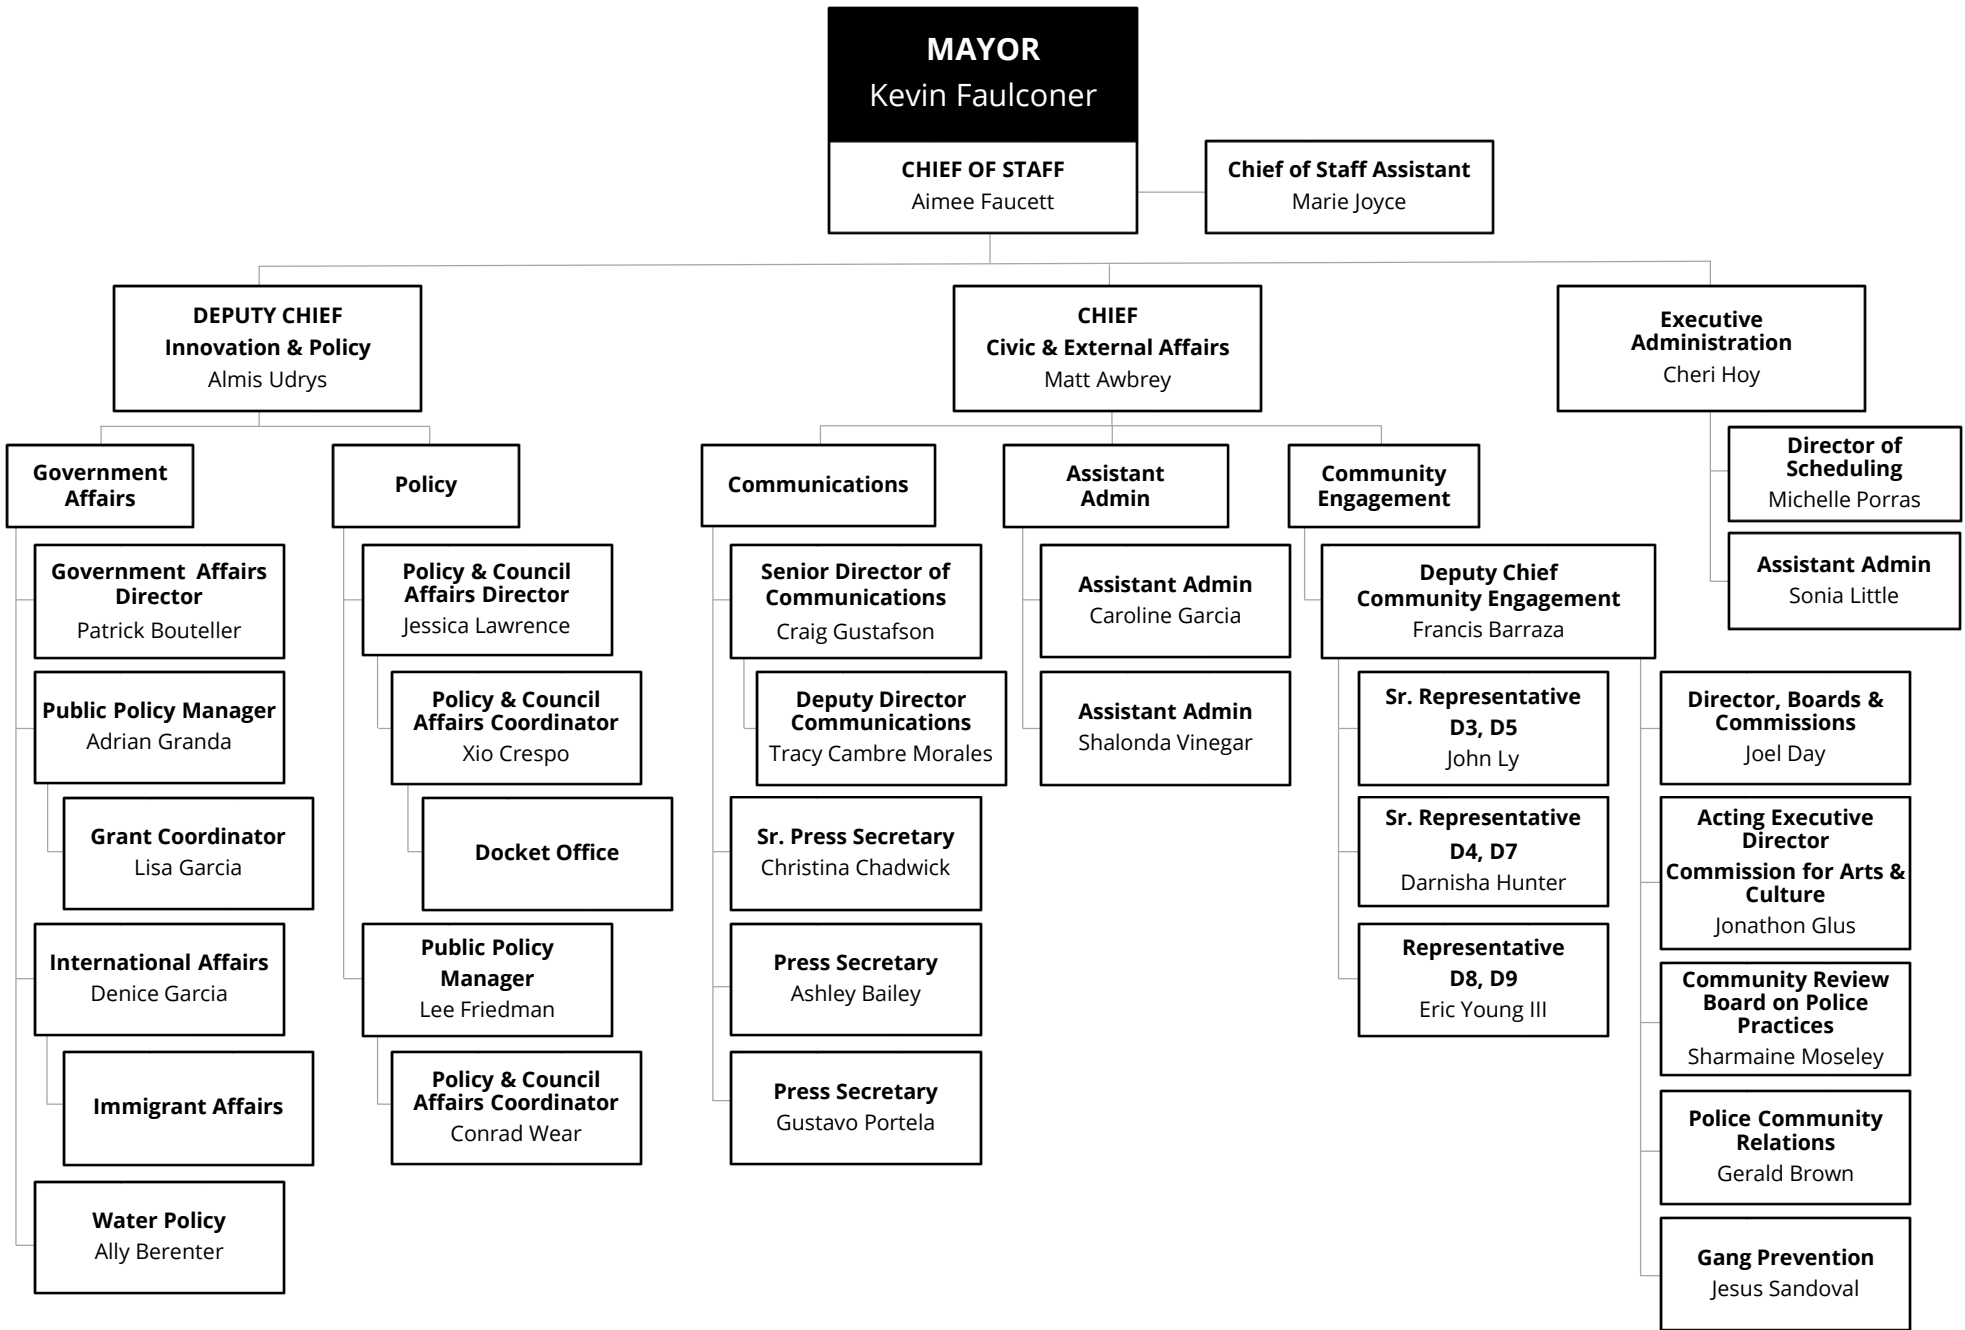 MAYOR
Kevin Faulconer
CHIEF OF STAFF
Aimee Faucett
Chief of Staff Assistant
Marie Joyce
DEPUTY CHIEF
Innovation & Policy
Almis Udrys
CHIEF
Civic & External Affairs
Matt Awbrey
Executive
Administration
Cheri Hoy
Government
Affairs
Government Affairs
Director
Patrick Bouteller
Public Policy Manager
Adrian Granda
Grant Coordinator
Lisa Garcia
International Affairs
Denice Garcia
Immigrant Affairs
Water Policy
Ally Berenter
Policy
Policy & Council
Affairs Director
Jessica Lawrence
Policy & Council
Affairs Coordinator
Xio Crespo
Docket Office
Public Policy
Manager
Lee Friedman
Policy & Council
Affairs Coordinator
Conrad Wear
Communications
Senior Director of
Communications
Craig Gustafson
Deputy Director
Communications
Tracy Cambre Morales
Sr. Press Secretary
Christina Chadwick
Press Secretary
Ashley Bailey
Press Secretary
Gustavo Portela
Assistant
Admin
Assistant Admin
Caroline Garcia
Assistant Admin
Shalonda Vinegar
Community
Engagement
Deputy Chief
Community Engagement
Francis Barraza
Sr. Representative
D3, D5
John Ly
Sr. Representative
D4, D7
Darnisha Hunter
Representative
D8, D9
Eric Young III
Director, Boards &
Commissions
Joel Day
Acting Executive
Director
Commission for Arts &
Culture
Jonathon Glus
Community Review
Board on Police
Practices
Sharmaine Moseley
Police Community
Relations
Gerald Brown
Gang Prevention
Jesus Sandoval
Director of
Scheduling
Michelle Porras
Assistant Admin
Sonia Little